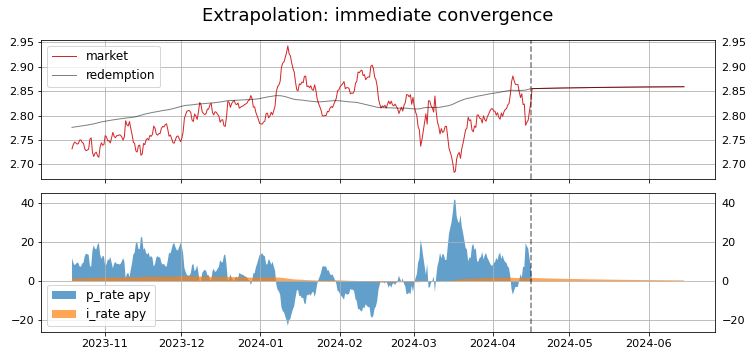 Extrapolation: immediate convergence
2.95 2.95
market
redemption
2.90 2.90
2.85 2.85
2.80 2.80
2.75 2.75
2.70 2.70
40 40
20 20
0 0
−20 −20
p_rate apy
i_rate apy
2023-11 2023-12 2024-01 2024-02 2024-03 2024-04 2024-05 2024-06